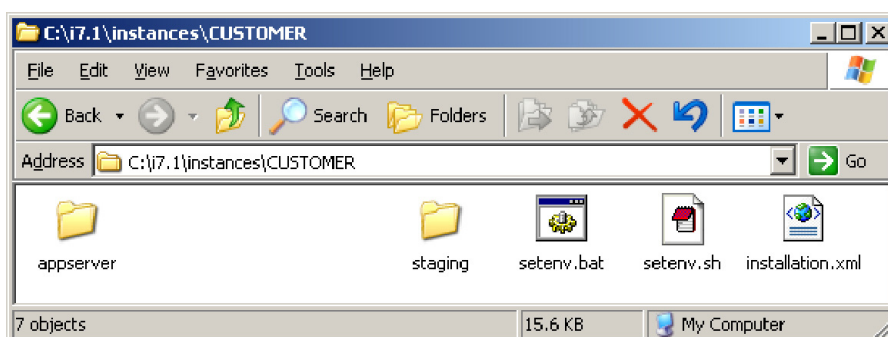 C:\i7.1\instances\CUSTOMER
File Edit View Favorites Tools Help
Back Search Folders
Address C:\i7.1\instances\CUSTOMER Go
appserver staging setenv.bat setenv.sh installation.xml
7 objects 15.6 KB My Computer